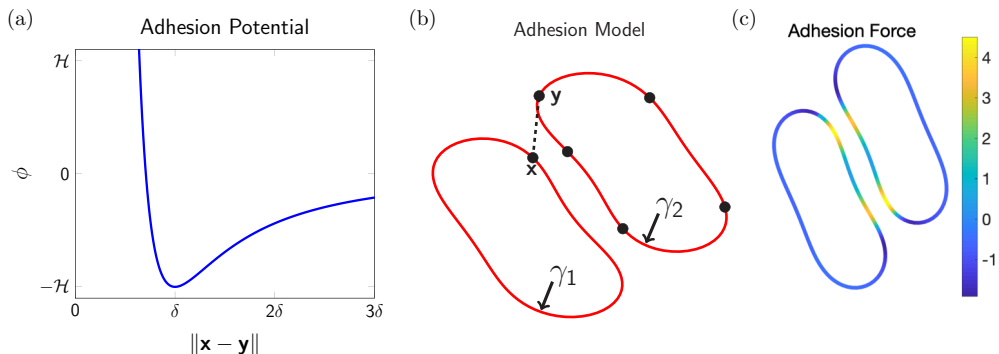 (a)
Adhesion Potential
ℋ
0
−ℋ
ϕ
0
δ
2δ
3δ
‖x − y‖
(b)
Adhesion Model
y
x
γ₂
γ₁
(c)
Adhesion Force
4
3
2
1
0
-1